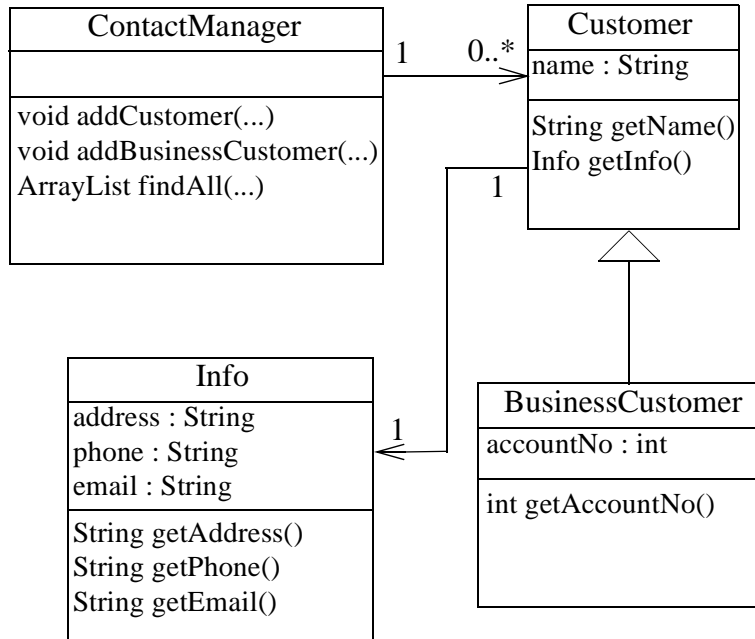 ContactManager
void addCustomer(...)
void addBusinessCustomer(...)
ArrayList findAll(...)
1
0..*
Customer
name : String
String getName()
Info getInfo()
1
1
Info
address : String
phone : String
email : String
String getAddress()
String getPhone()
String getEmail()
BusinessCustomer
accountNo : int
int getAccountNo()